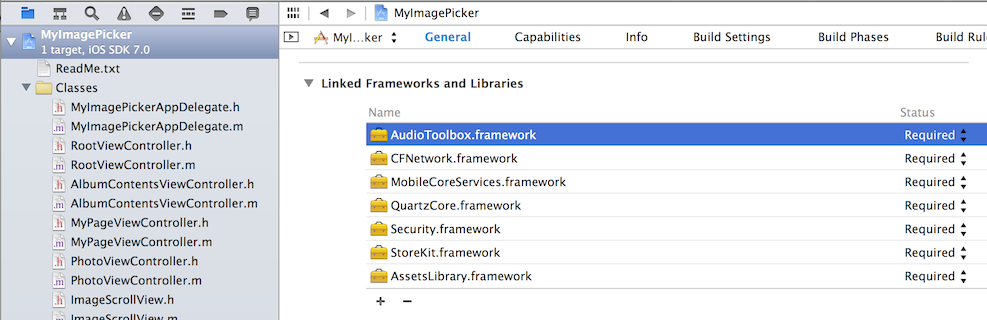 MyImagePicker
MyImagePicker
1 target, iOS SDK 7.0
MyI...ker
General
Capabilities
Info
Build Settings
Build Phases
Build Rul
ReadMe.txt
Classes
MyImagePickerAppDelegate.h
MyImagePickerAppDelegate.m
RootViewController.h
RootViewController.m
AlbumContentsViewController.h
AlbumContentsViewController.m
MyPageViewController.h
MyPageViewController.m
PhotoViewController.h
PhotoViewController.m
ImageScrollView.h
ImageScrollView.m
Linked Frameworks and Libraries
Name Status
AudioToolbox.framework Required
CFNetwork.framework Required
MobileCoreServices.framework Required
QuartzCore.framework Required
Security.framework Required
StoreKit.framework Required
AssetsLibrary.framework Required